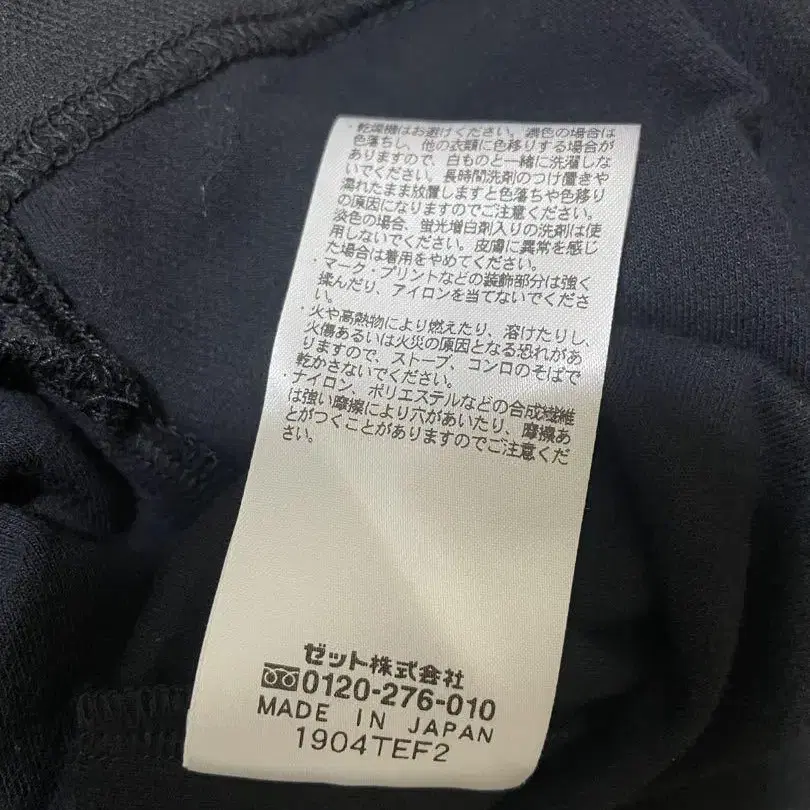 ・乾燥機はお避けください。濃色の場合は
色落ちし、他の衣類に色移りする場合が
ありますので、白ものと一緒に洗濯しな
いでください。長時間洗剤のつけ置きや
濡れたまま放置しますと色落ちや色移り
の原因になりますのでご注意ください。
淡色の場合、蛍光増白剤入りの洗剤は使
用しないでください。皮膚に異常を感じ
た場合は着用をやめてください。
・マーク・プリントなどの装飾部分は強く
揉んだり、アイロンを当てないでくださ
い。
・火や高熱物により燃えたり、溶けたりし、
火傷あるいは火災の原因となる恐れがあ
りますので、ストーブ、コンロのそばで
乾かさないでください。
・ナイロン、ポリエステルなどの合成繊維
は強い摩擦により穴があいたり、摩擦あ
とがつくことがありますのでご注意くだ
さい。
ゼット株式会社
0120-276-010
MADE IN JAPAN
1904TEF2